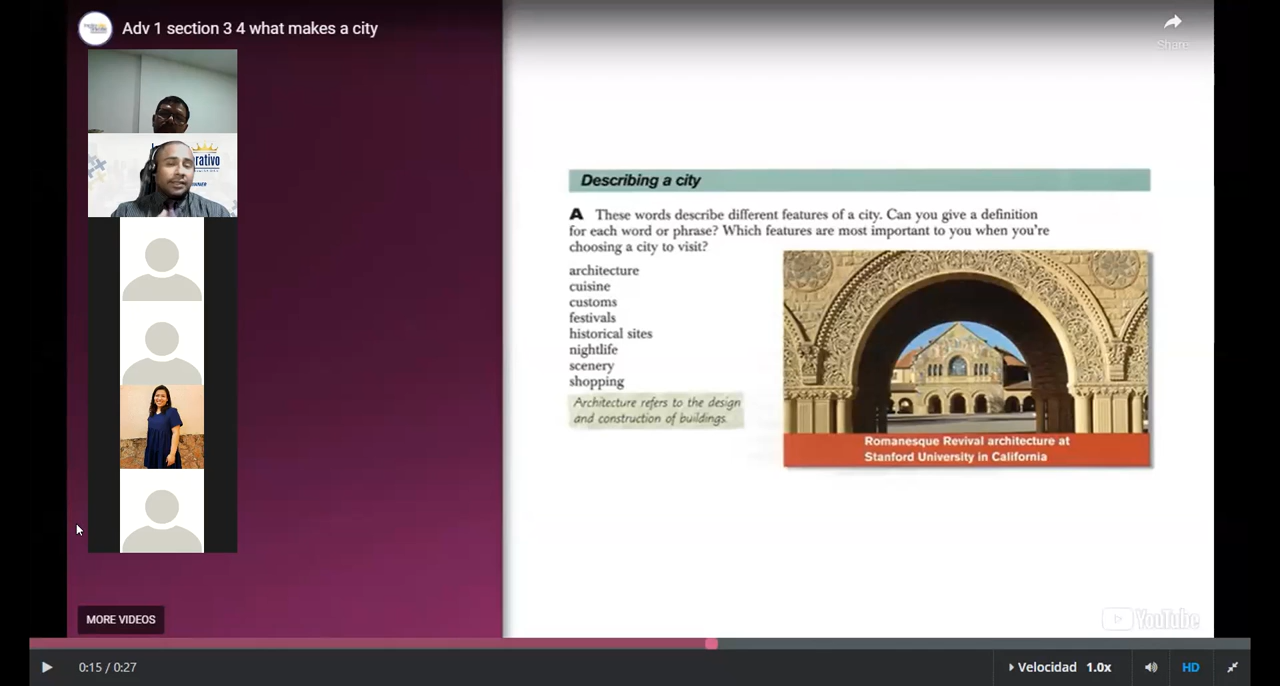 Adv 1 section 3 4 what makes a city
Share
rativo
Describing a city
A These words describe different features of a city. Can you give a definition
for each word or phrase? Which features are most important to you when you're
choosing a city to visit?
architecture
cuisine
customs
festivals
historical sites
nightlife
scenery
shopping
Architecture refers to the design
and construction of buildings.
Romanesque Revival architecture at
Stanford University in California
MORE VIDEOS
YouTube
0:15 / 0:27
Velocidad 1.0x
HD